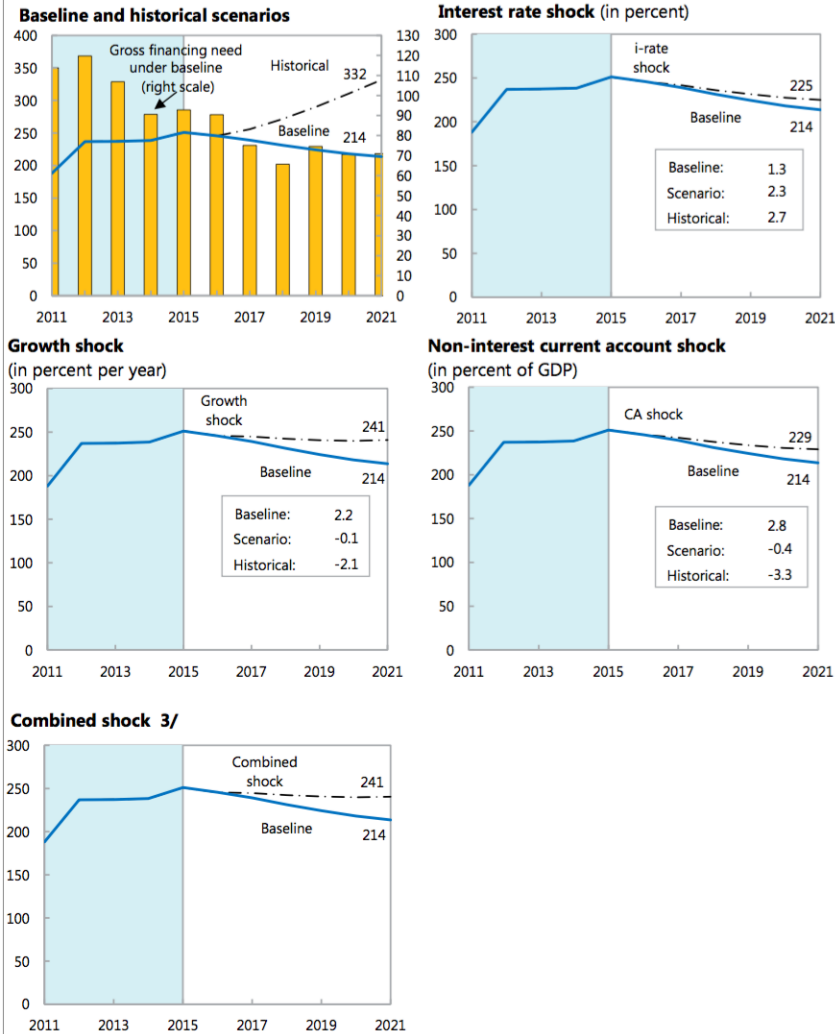 Baseline and historical scenarios
400
350
300
250
200
150
100
50
0
130
120
110
100
90
80
70
60
50
40
30
20
10
0
Gross financing need
under baseline
(right scale)
Historical
332
Baseline
214
2011 2013 2015 2017 2019 2021
Interest rate shock (in percent)
300
250
200
150
100
50
0
i-rate
shock
225
Baseline
214
Baseline: 1.3
Scenario: 2.3
Historical: 2.7
2011 2013 2015 2017 2019 2021
Growth shock
(in percent per year)
300
250
200
150
100
50
0
Growth
shock
241
Baseline
214
Baseline: 2.2
Scenario: -0.1
Historical: -2.1
2011 2013 2015 2017 2019 2021
Non-interest current account shock
(in percent of GDP)
300
250
200
150
100
50
0
CA shock
229
Baseline
214
Baseline: 2.8
Scenario: -0.4
Historical: -3.3
2011 2013 2015 2017 2019 2021
Combined shock 3/
300
250
200
150
100
50
0
Combined
shock
241
Baseline
214
2011 2013 2015 2017 2019 2021